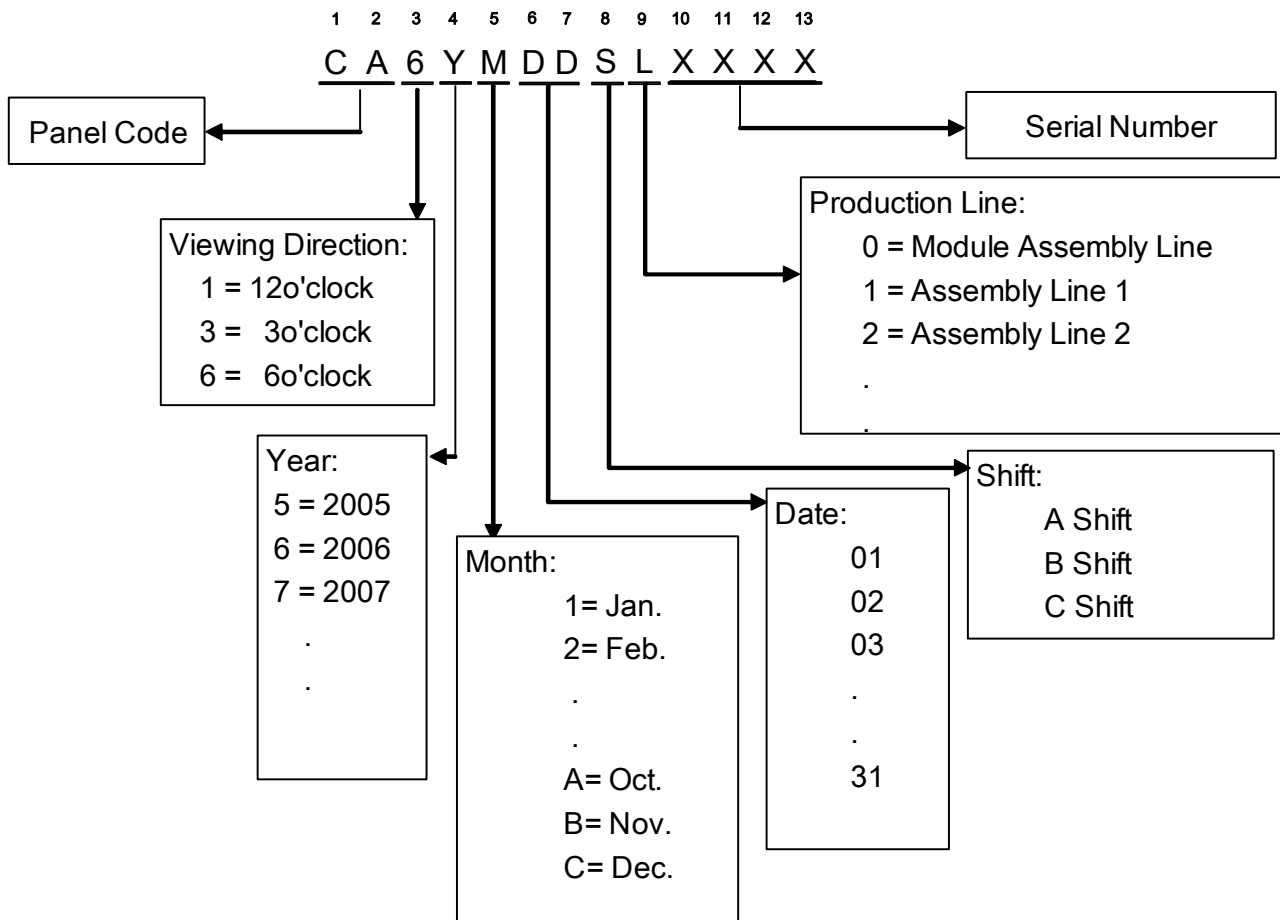 1 2 3 4 5 6 7 8 9 10 11 12 13
C A 6 Y M D D S L X X X X
Panel Code
Serial Number
Viewing Direction:
1 = 12o'clock
3 = 3o'clock
6 = 6o'clock
Production Line:
0 = Module Assembly Line
1 = Assembly Line 1
2 = Assembly Line 2
.
.
Year:
5 = 2005
6 = 2006
7 = 2007
.
.
Month:
1= Jan.
2= Feb.
.
.
A= Oct.
B= Nov.
C= Dec.
Date:
01
02
03
.
.
31
Shift:
A Shift
B Shift
C Shift